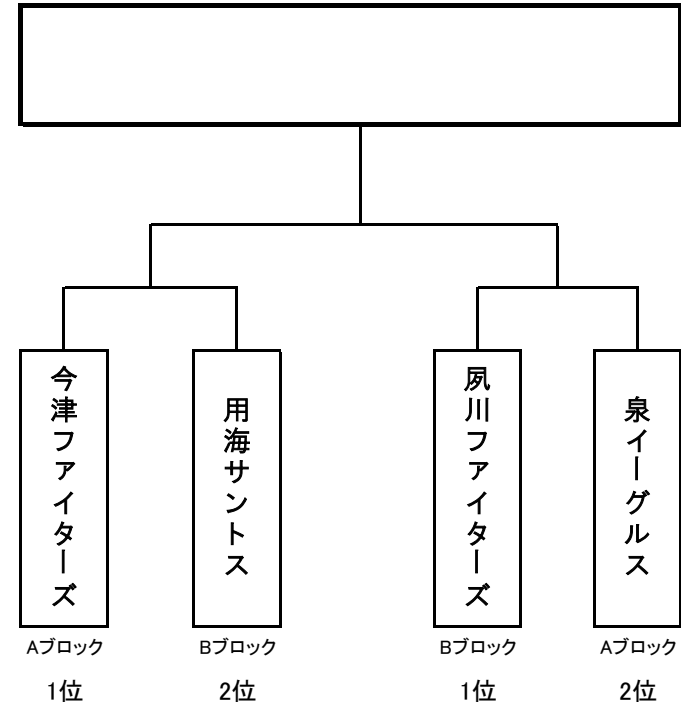 今津ファイターズ
用海サントス
夙川ファイターズ
泉イーグルス
Aブロック
Bブロック
Bブロック
Aブロック
1位
2位
1位
2位